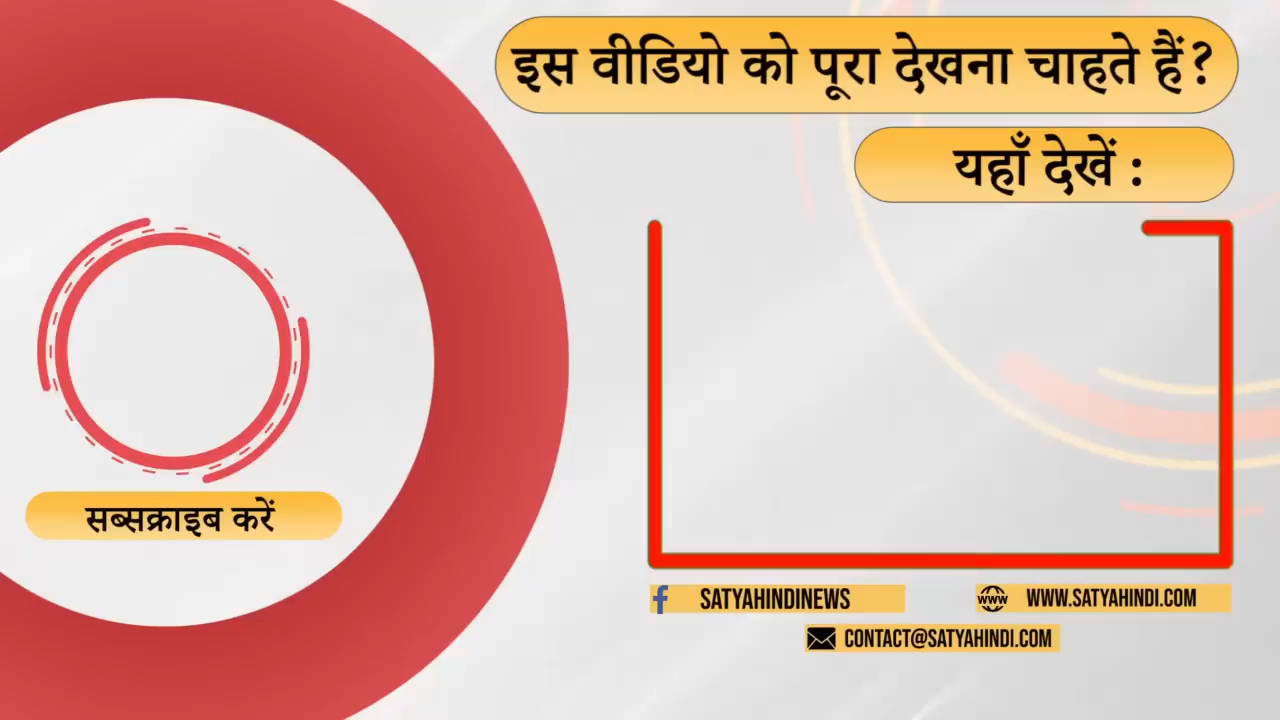 इस वीडियो को पूरा देखना चाहते हैं?
यहाँ देखें :
सब्सक्राइब करें
SATYAHINDINEWS
WWW.SATYAHINDI.COM
CONTACT@SATYAHINDI.COM